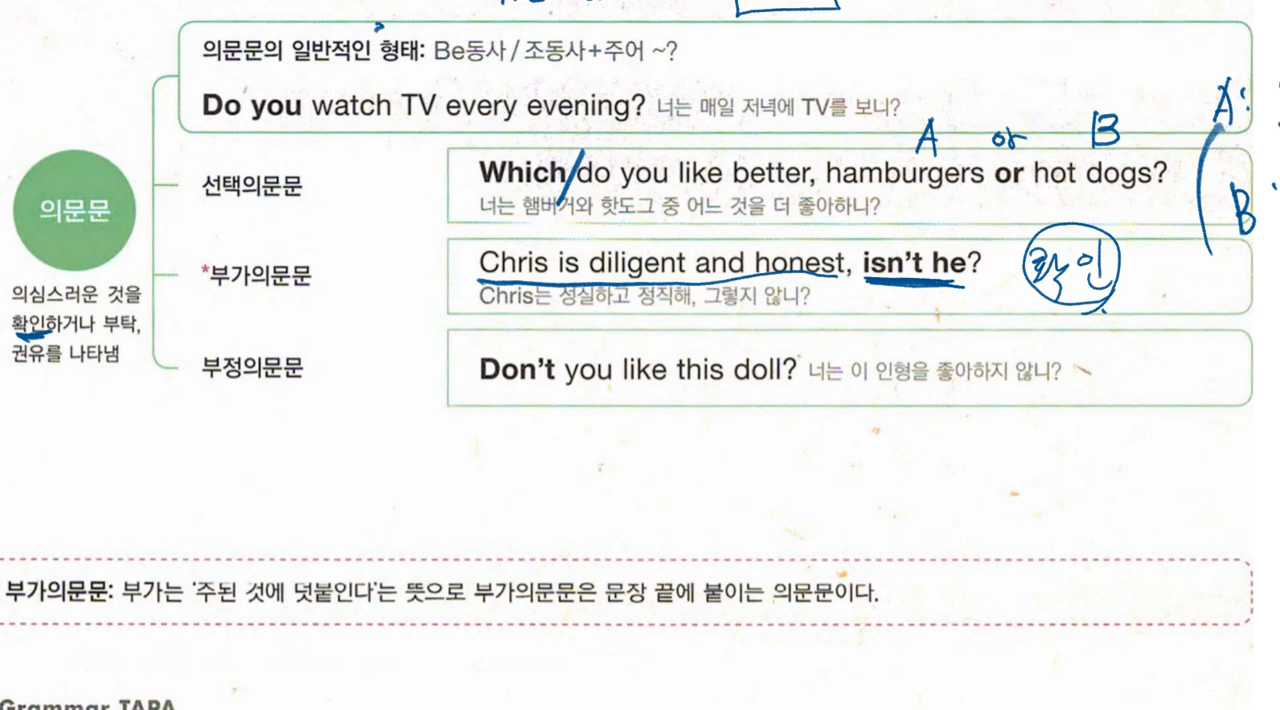 의문문의 일반적인 형태: Be동사 / 조동사+주어 ~?
Do you watch TV every evening? 너는 매일 저녁에 TV를 보니?
A or B
A:
B
의문문
의심스러운 것을
확인하거나 부탁,
권유를 나타냄
선택의문문
Which do you like better, hamburgers or hot dogs?
너는 햄버거와 핫도그 중 어느 것을 더 좋아하니?
*부가의문문
Chris is diligent and honest, isn't he?
확인
Chris는 성실하고 정직해, 그렇지 않니?
부정의문문
Don't you like this doll? 너는 이 인형을 좋아하지 않니?
부가의문문: 부가는 '주된 것에 덧붙인다'는 뜻으로 부가의문문은 문장 끝에 붙이는 의문문이다.
Grammar TAPA